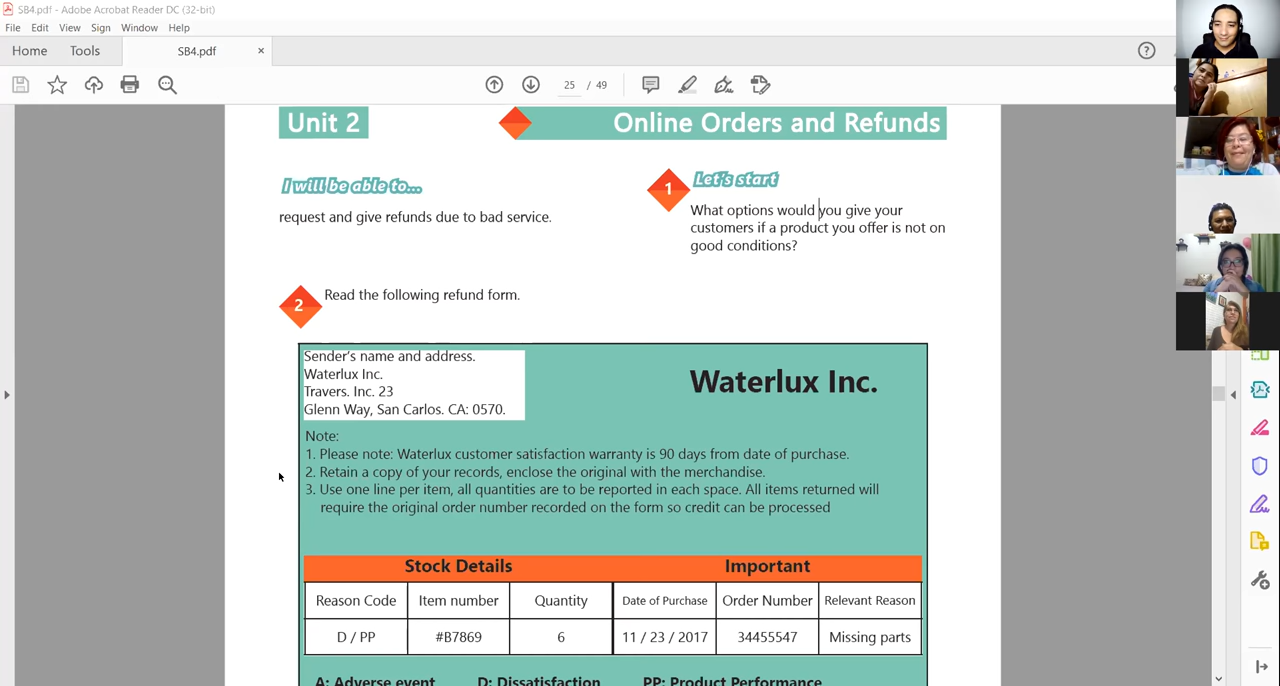 SB4.pdf - Adobe Acrobat Reader DC (32-bit)
File Edit View Sign Window Help
Home Tools SB4.pdf ×
25 / 49
Unit 2
Online Orders and Refunds
I will be able to...
request and give refunds due to bad service.
1 Let's start
What options would you give your
customers if a product you offer is not on
good conditions?
2 Read the following refund form.
Sender's name and address.
Waterlux Inc.
Travers. Inc. 23
Glenn Way, San Carlos. CA: 0570.
Waterlux Inc.
Note:
1. Please note: Waterlux customer satisfaction warranty is 90 days from date of purchase.
2. Retain a copy of your records, enclose the original with the merchandise.
3. Use one line per item, all quantities are to be reported in each space. All items returned will
require the original order number recorded on the form so credit can be processed
Stock Details Important
Reason Code Item number Quantity Date of Purchase Order Number Relevant Reason
D / PP #B7869 6 11 / 23 / 2017 34455547 Missing parts
A: Adverse event D: Dissatisfaction PP: Product Performance